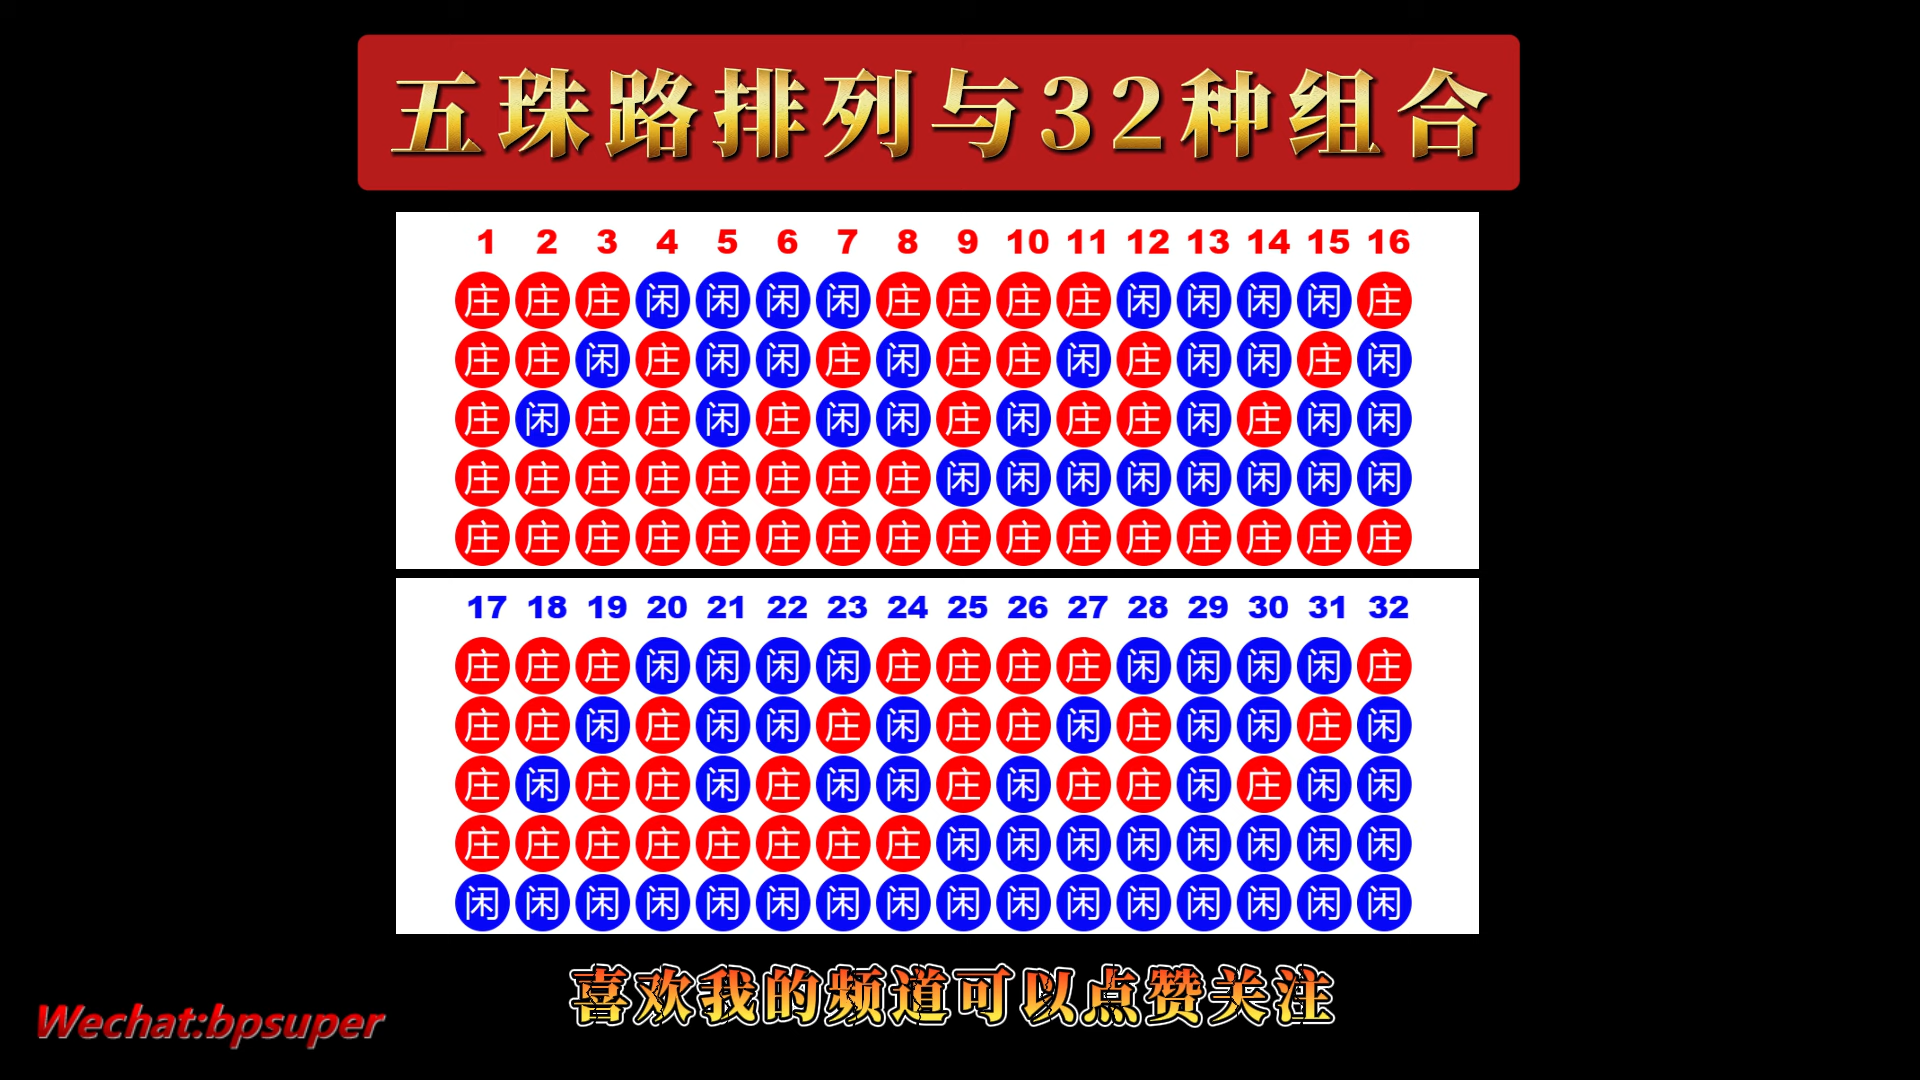 五珠路排列与32种组合
1 2 3 4 5 6 7 8 9 10 11 12 13 14 15 16
庄 庄 庄 闲 闲 闲 闲 庄 庄 庄 庄 闲 闲 闲 闲 庄
庄 庄 闲 庄 闲 闲 庄 闲 庄 庄 闲 庄 闲 闲 庄 闲
庄 闲 庄 庄 闲 庄 闲 闲 庄 闲 庄 庄 闲 庄 闲 闲
庄 庄 庄 庄 庄 庄 庄 庄 闲 闲 闲 闲 闲 闲 闲 闲
庄 庄 庄 庄 庄 庄 庄 庄 庄 庄 庄 庄 庄 庄 庄 庄
17 18 19 20 21 22 23 24 25 26 27 28 29 30 31 32
庄 庄 庄 闲 闲 闲 闲 庄 庄 庄 庄 闲 闲 闲 闲 庄
庄 庄 闲 庄 闲 闲 庄 闲 庄 庄 闲 庄 闲 闲 庄 闲
庄 闲 庄 庄 闲 庄 闲 闲 庄 闲 庄 庄 闲 庄 闲 闲
庄 庄 庄 庄 庄 庄 庄 庄 闲 闲 闲 闲 闲 闲 闲 闲
闲 闲 闲 闲 闲 闲 闲 闲 闲 闲 闲 闲 闲 闲 闲 闲
喜欢我的频道可以点赞关注
Wechat:bpsuper